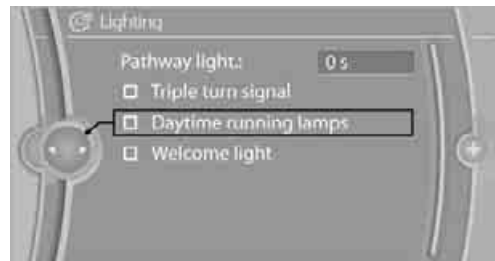 Lighting
Pathway light.: 0 s
Triple turn signal
Daytime running lamps
Welcome light